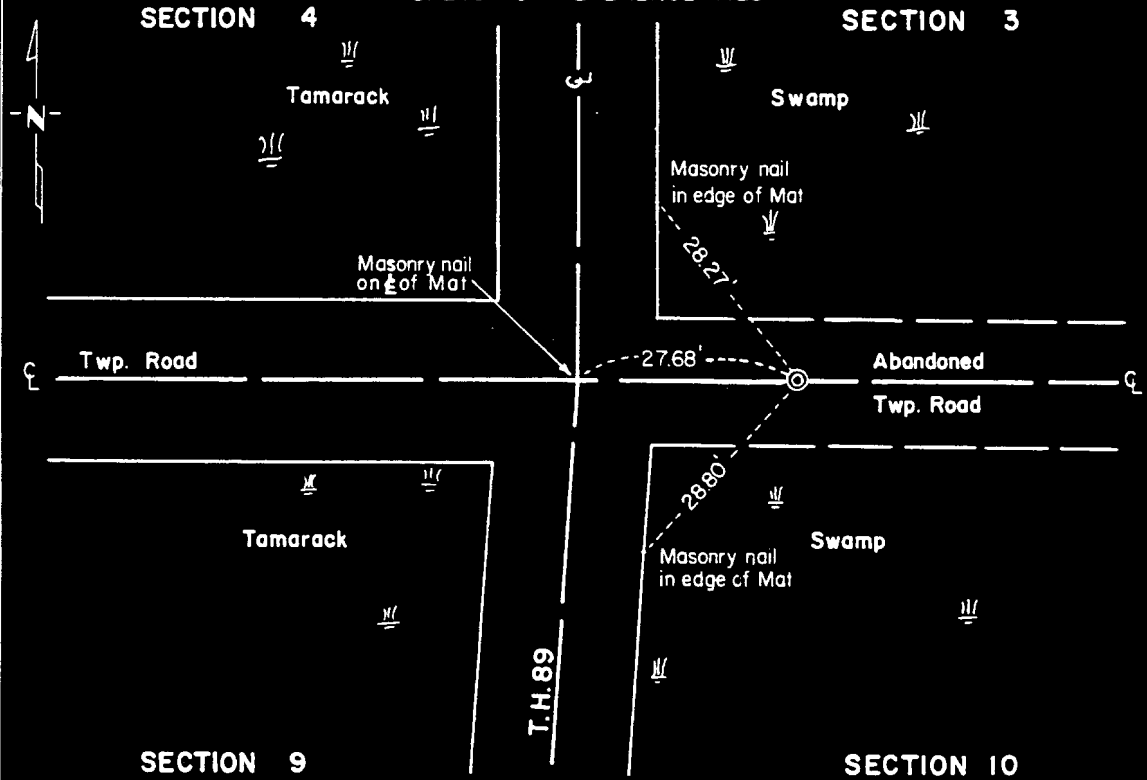 SECTION 4
SECTION 3
N
℄
Tamarack
Swamp
Masonry nail
in edge of Mat
28.27'
Masonry nail
on ℄ of Mat
℄
Twp. Road
27.68'
Abandoned
Twp. Road
℄
28.80'
Tamarack
Swamp
Masonry nail
in edge of Mat
T.H. 89
SECTION 9
SECTION 10